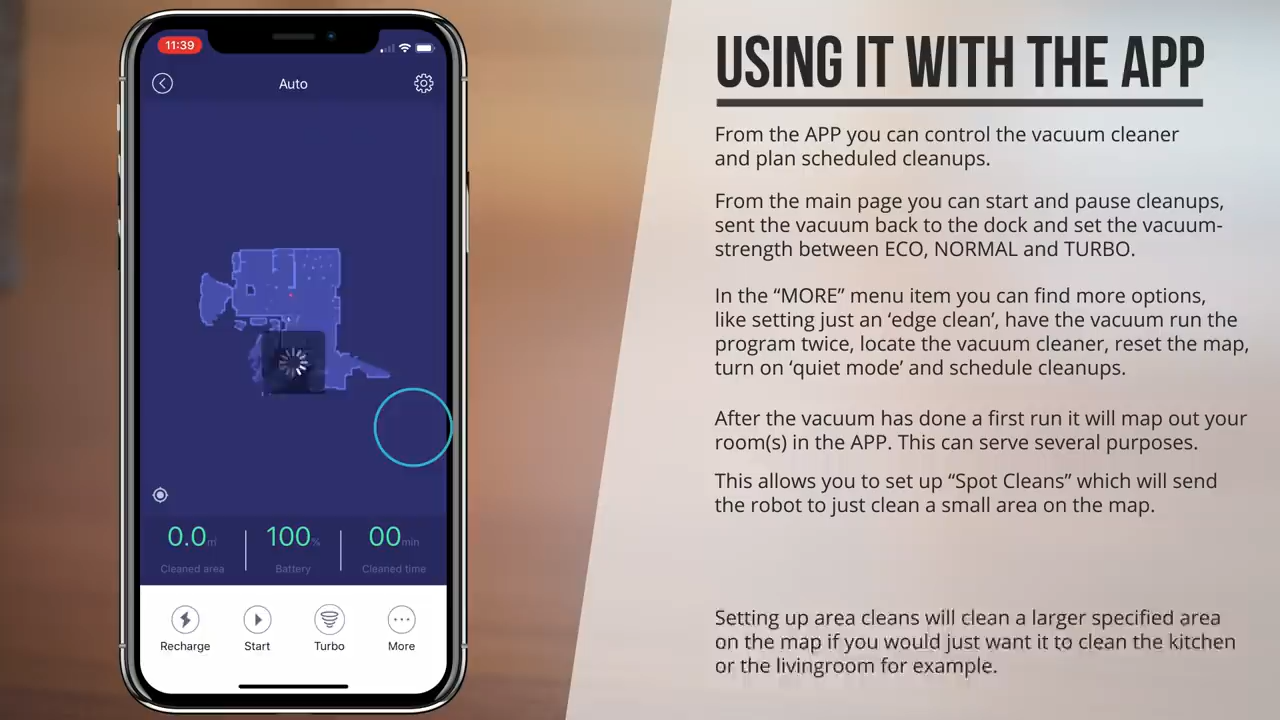 11:39
Auto
0.0
Cleaned area
100%
Battery
00min
Cleaned time
Recharge
Start
Turbo
More
USING IT WITH THE APP
From the APP you can control the vacuum cleaner
and plan scheduled cleanups.
From the main page you can start and pause cleanups,
sent the vacuum back to the dock and set the vacuum-
strength between ECO, NORMAL and TURBO.
In the “MORE” menu item you can find more options,
like setting just an ‘edge clean’, have the vacuum run the
program twice, locate the vacuum cleaner, reset the map,
turn on ‘quiet mode’ and schedule cleanups.
After the vacuum has done a first run it will map out your
room(s) in the APP. This can serve several purposes.
This allows you to set up “Spot Cleans” which will send
the robot to just clean a small area on the map.
Setting up area cleans will clean a larger specified area
on the map if you would just want it to clean the kitchen
or the livingroom for example.